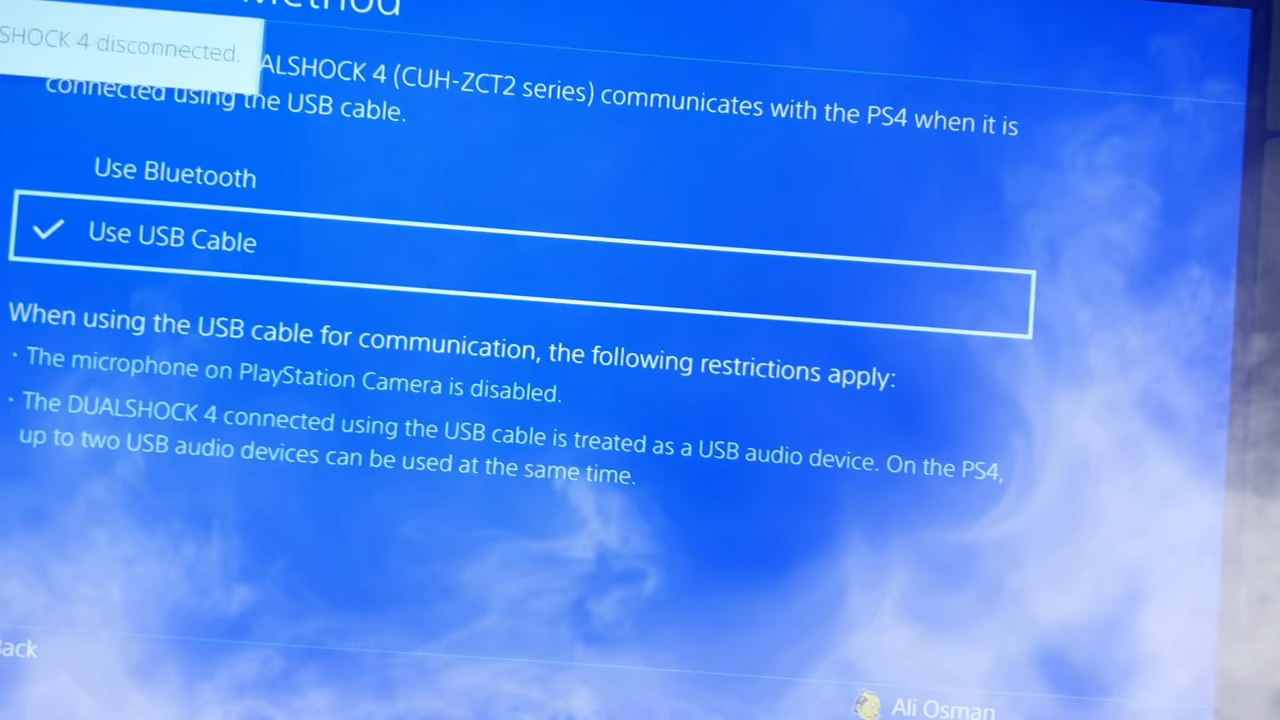 Method
SHOCK 4 disconnected.
ALSHOCK 4 (CUH-ZCT2 series) communicates with the PS4 when it is
connected using the USB cable.
Use Bluetooth
Use USB Cable
When using the USB cable for communication, the following restrictions apply:
· The microphone on PlayStation Camera is disabled.
· The DUALSHOCK 4 connected using the USB cable is treated as a USB audio device. On the PS4,
up to two USB audio devices can be used at the same time.
Back
Ali Osman